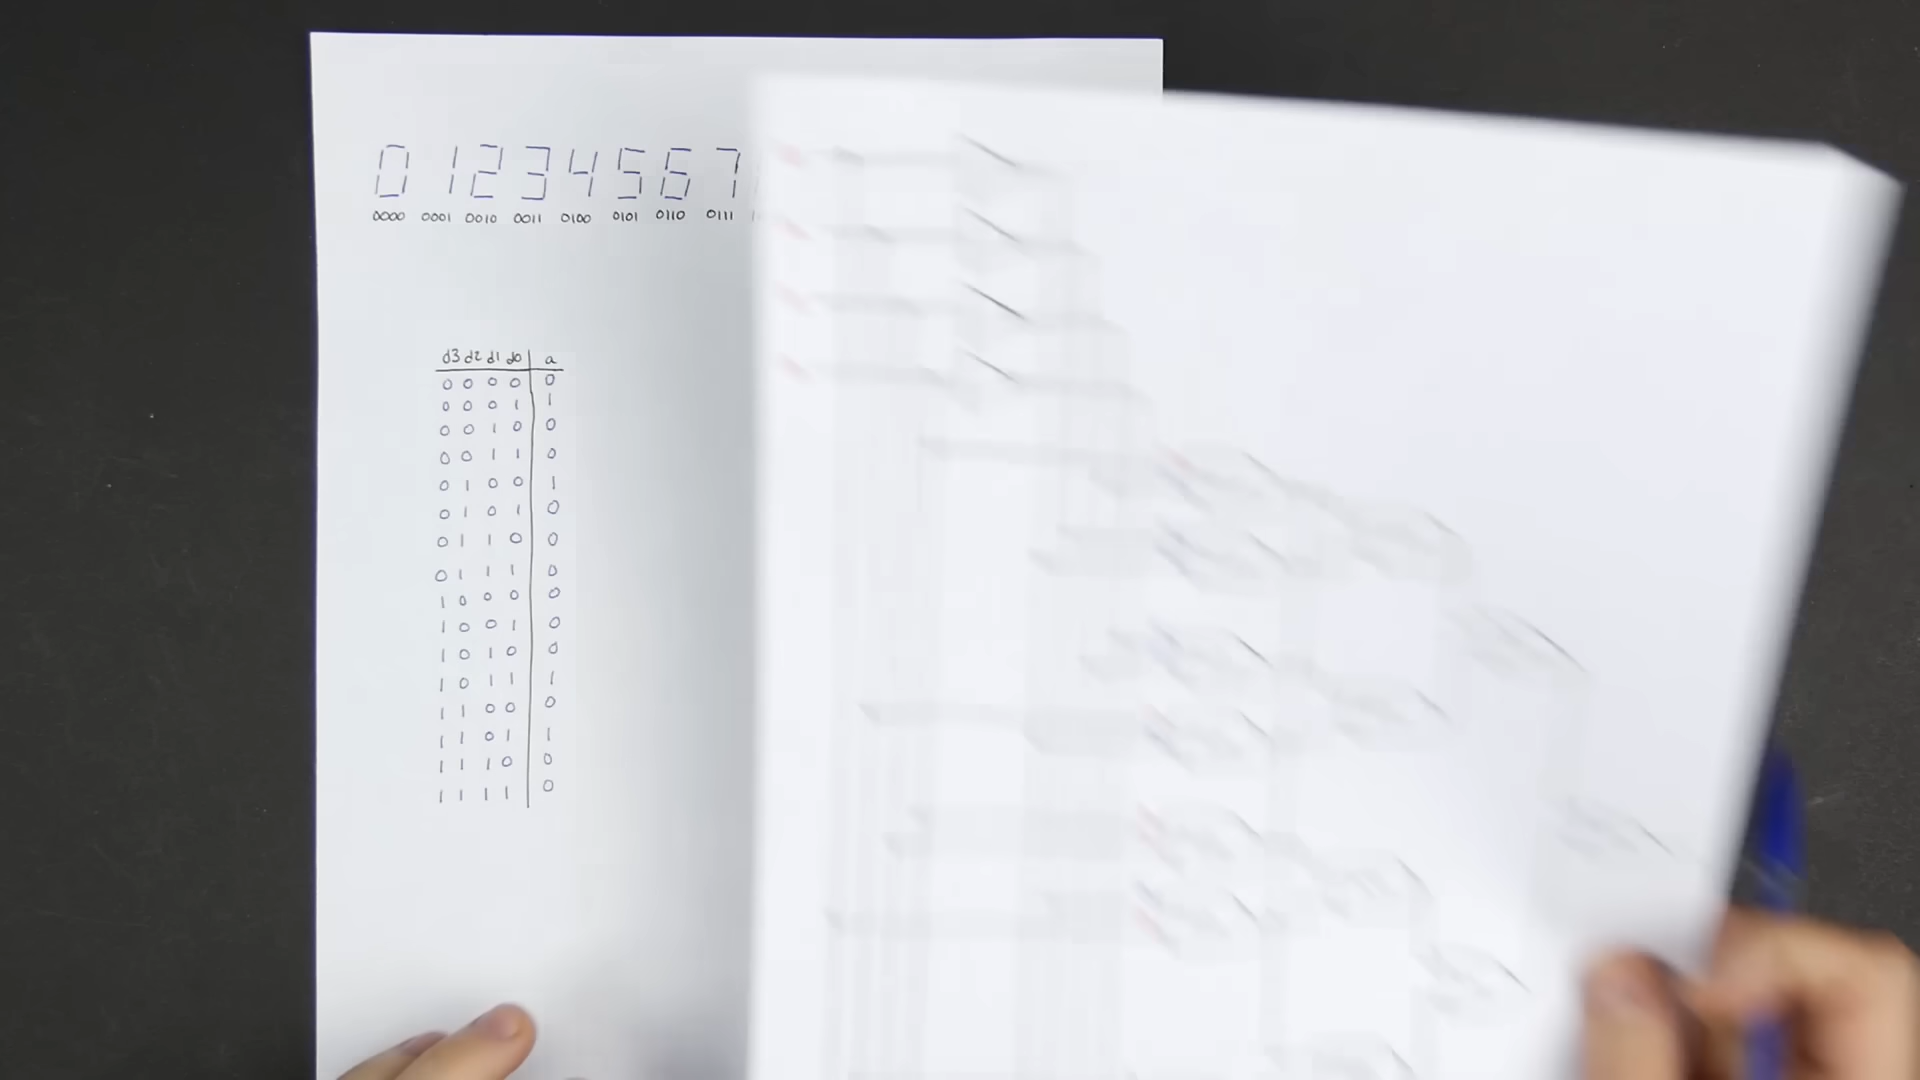 0 1 2 3 4 5 6 7
0000 0001 0010 0011 0100 0101 0110 0111
d3 d2 d1 d0 a
0 0 0 0 0
0 0 0 1 1
0 0 1 0 0
0 0 1 1 0
0 1 0 0 1
0 1 0 1 0
0 1 1 0 0
0 1 1 1 0
1 0 0 0 0
1 0 0 1 0
1 0 1 0 0
1 0 1 1 1
1 1 0 0 0
1 1 0 1 1
1 1 1 0 0
1 1 1 1 0